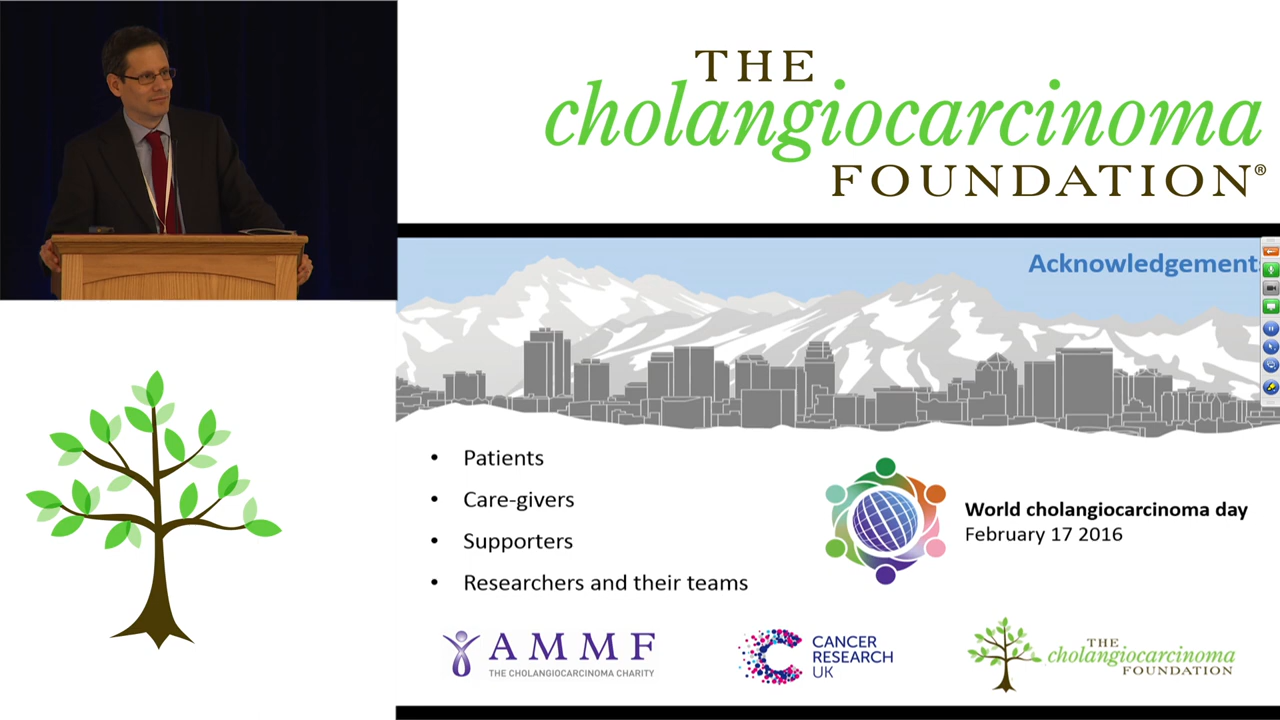 THE
cholangiocarcinoma
FOUNDATION®
Acknowledgement
• Patients
• Care-givers
• Supporters
• Researchers and their teams
World cholangiocarcinoma day
February 17 2016
AMMF
THE CHOLANGIOCARCINOMA CHARITY
CANCER
RESEARCH
UK
THE
cholangiocarcinoma
FOUNDATION